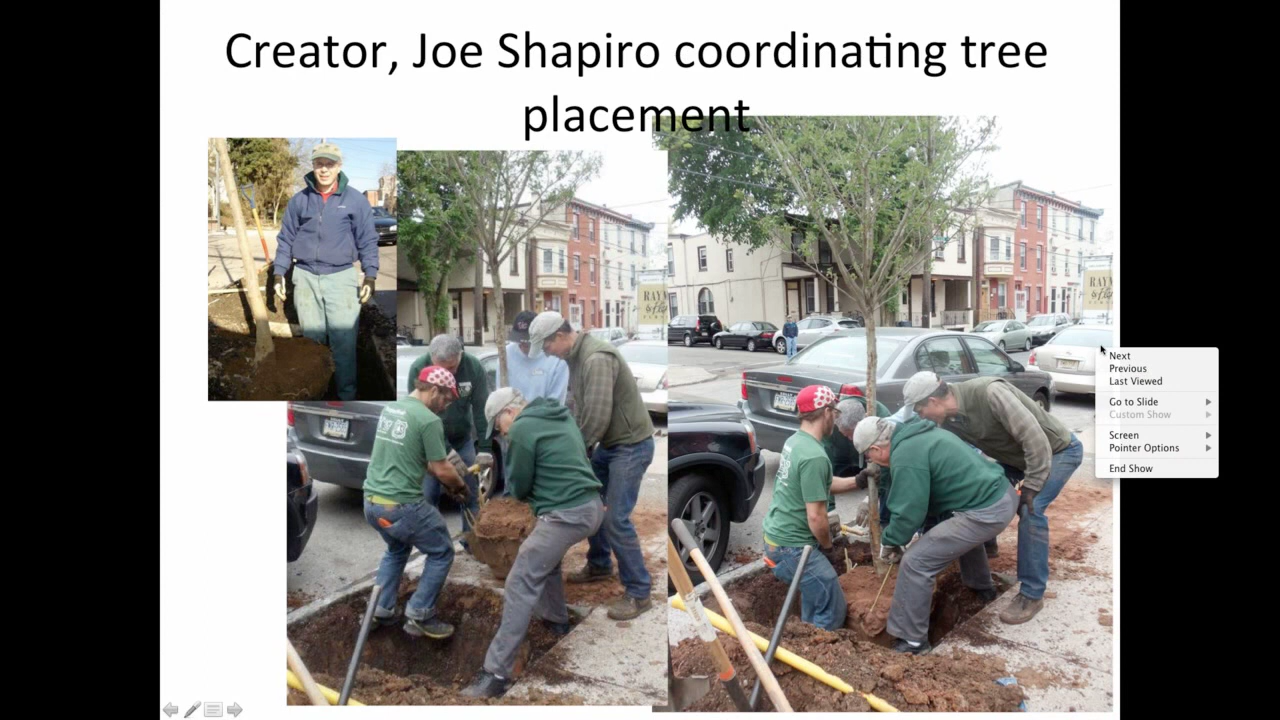 Creator, Joe Shapiro coordinating tree
placement
Next
Previous
Last Viewed
Go to Slide
Custom Show
Screen
Pointer Options
End Show